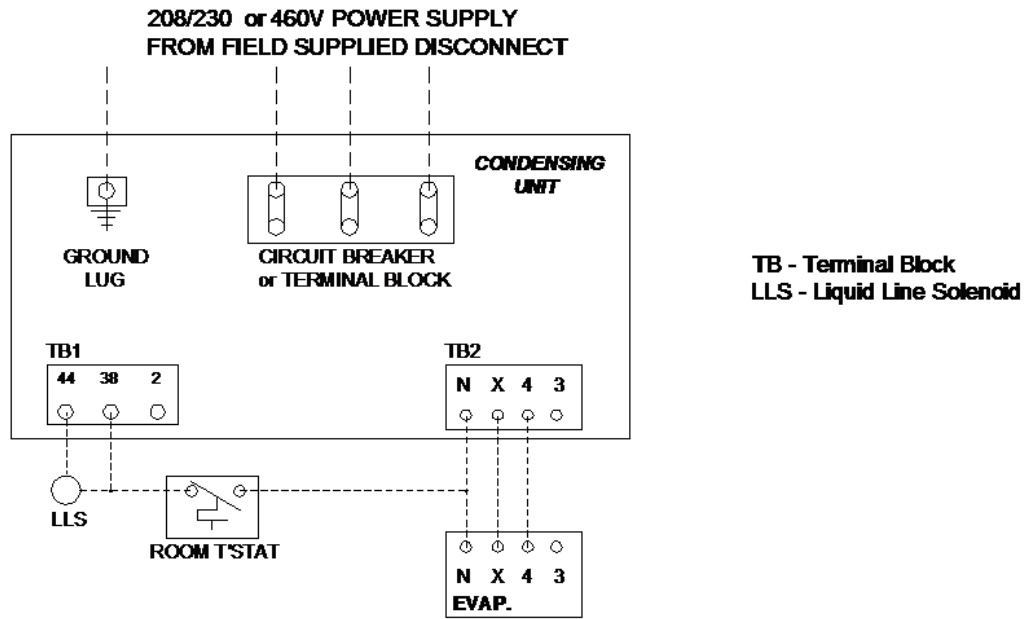 208/230 or 460V POWER SUPPLY
FROM FIELD SUPPLIED DISCONNECT
CONDENSING
UNIT
GROUND
LUG
CIRCUIT BREAKER
or TERMINAL BLOCK
TB - Terminal Block
LLS - Liquid Line Solenoid
TB1
44 38 2
TB2
N X 4 3
LLS
ROOM T'STAT
N X 4 3
EVAP.